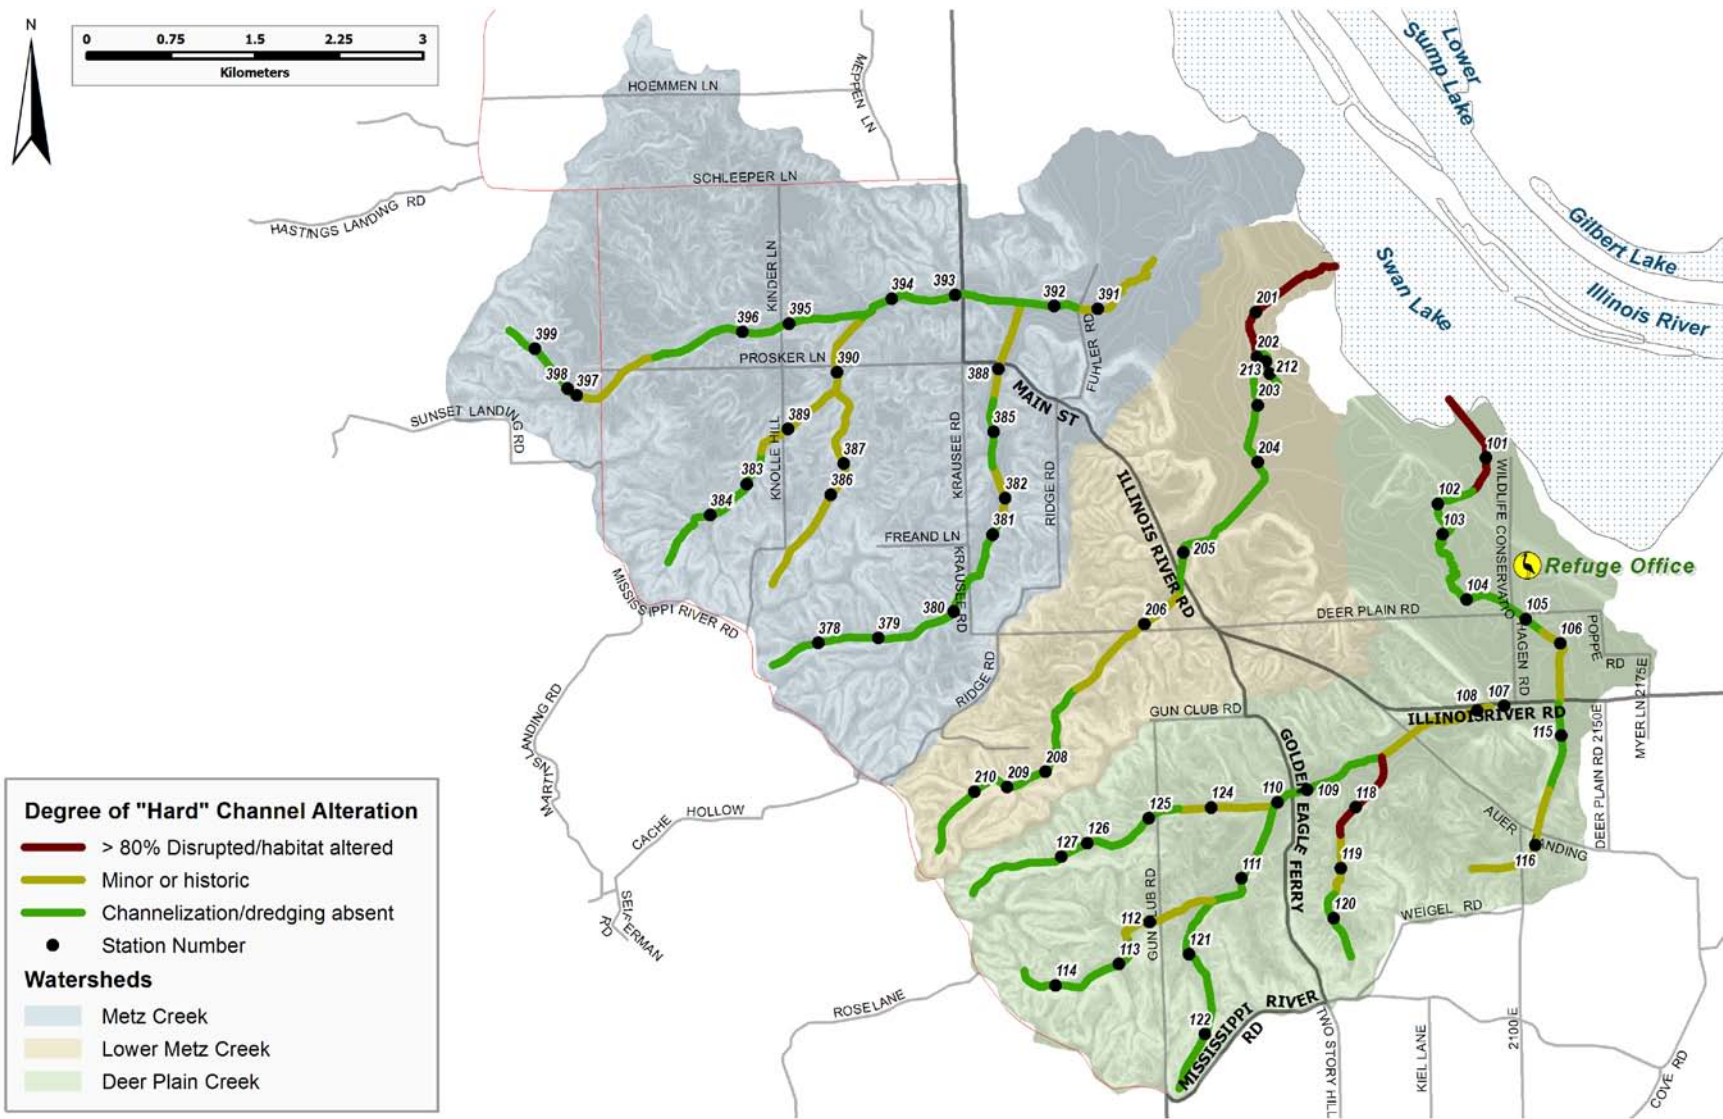 N
0 0.75 1.5 2.25 3
Kilometers
HOEMMEN LN
MEPPEN LN
Lower
Stump Lake
SCHLEEPER LN
HASTINGS LANDING RD
Gilbert Lake
Swan Lake
Illinois River
KINDER LN
394
393
392
391
201
396
395
399
398
397
PROSKER LN
390
388
FUHLER RD
MAIN ST
202
213
212
203
SUNSET LANDING RD
389
KNOLLE HILL
387
386
383
384
KRAUSEE RD
385
382
381
RIDGE RD
204
ILLINOIS RIVER RD
205
101
102
103
WILDLIFE CONSERVATIO
Refuge Office
FREAND LN
KRAUSEE RD
MISSISSIPPI RIVER RD
380
379
378
206
DEER PLAIN RD
104
105
106
POPPE
RD
HAGEN RD
MYER LN 2175E
RIDGE RD
GUN CLUB RD
108
107
ILLINOISRIVER RD
115
DEER PLAIN RD 2150E
GOLDEN EAGLE FERRY
208
209
210
CACHE HOLLOW
125
124
110
109
118
127
126
AUER
ANDING
116
119
120
111
GUN CLUB RD
112
113
114
121
122
WEIGEL RD
ROSELANE
MISSISSIPPI RIVER
RD
TWO STORY HILL
KIEL LANE
2100E
COVE RD
SELKERMAN
RD
Degree of "Hard" Channel Alteration
> 80% Disrupted/habitat altered
Minor or historic
Channelization/dredging absent
Station Number
Watersheds
Metz Creek
Lower Metz Creek
Deer Plain Creek